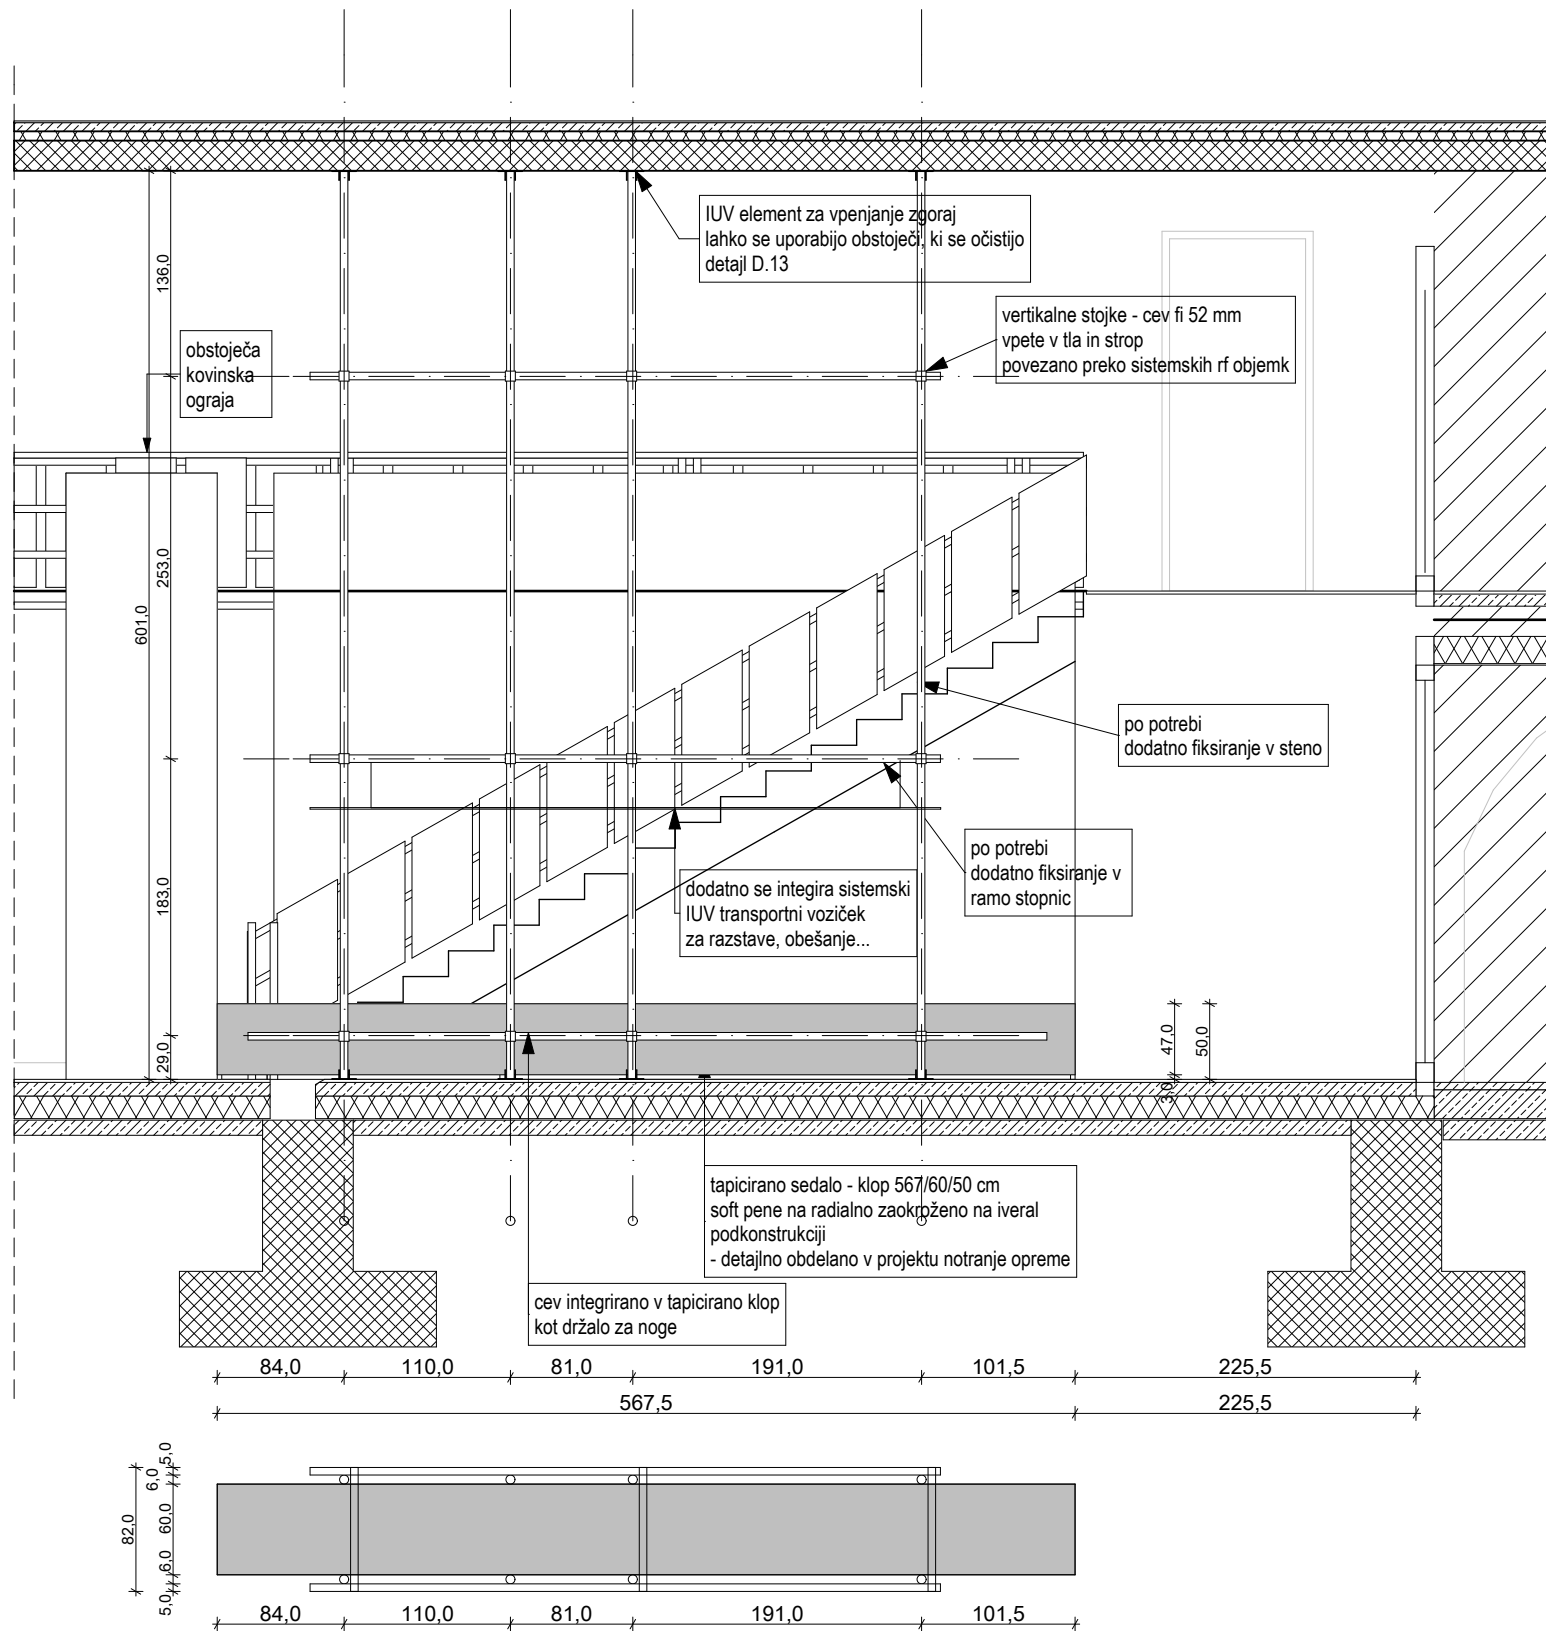 IUV element za vpenjanje zgoraj
lahko se uporabijo obstoječi, ki se očistijo
detajl D.13
136,0
vertikalne stojke - cev fi 52 mm
vpete v tla in strop
povezano preko sistemskih rf objemk
obstoječa
kovinska
ograja
253,0
601,0
po potrebi
dodatno fiksiranje v steno
po potrebi
dodatno fiksiranje v
ramo stopnic
183,0
dodatno se integira sistemski
IUV transportni voziček
za razstave, obešanje...
29,0
47,0
50,0
3,0
tapicirano sedalo - klop 567/60/50 cm
soft pene na radialno zaokroženo na iveral
podkonstrukciji
- detajlno obdelano v projektu notranje opreme
cev integrirano v tapicirano klop
kot držalo za noge
84,0 110,0 81,0 191,0 101,5 225,5
567,5 225,5
5,0
6,0
82,0
60,0
6,0
5,0
84,0 110,0 81,0 191,0 101,5